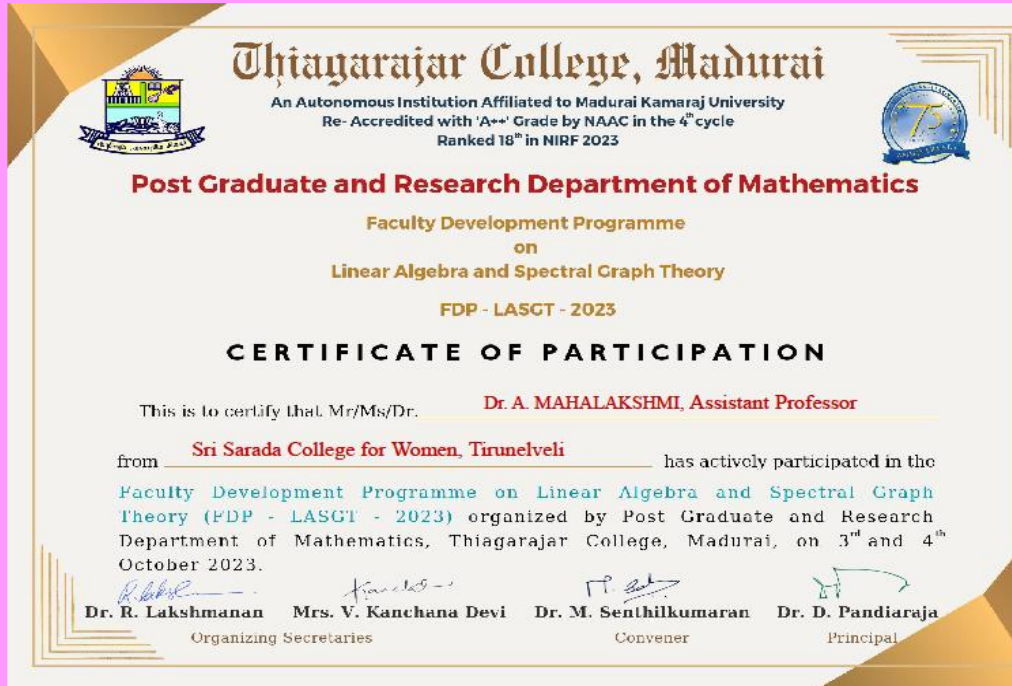 Thiagarajar College, Madurai
An Autonomous Institution Affiliated to Madurai Kamaraj University
Re- Accredited with 'A++' Grade by NAAC in the 4th cycle
Ranked 18th in NIRF 2023
75
Post Graduate and Research Department of Mathematics
Faculty Development Programme
on
Linear Algebra and Spectral Graph Theory
FDP - LASGT - 2023
CERTIFICATE OF PARTICIPATION
This is to certify that Mr/Ms/Dr. Dr. A. MAHALAKSHMI, Assistant Professor
from Sri Sarada College for Women, Tirunelveli has actively participated in the
Faculty Development Programme on Linear Algebra and Spectral Graph
Theory (FDP - LASGT - 2023) organized by Post Graduate and Research
Department of Mathematics, Thiagarajar College, Madurai, on 3rd and 4th
October 2023.
Dr. R. Lakshmanan Mrs. V. Kanchana Devi Dr. M. Senthilkumaran Dr. D. Pandiaraja
Organizing Secretaries Convener Principal